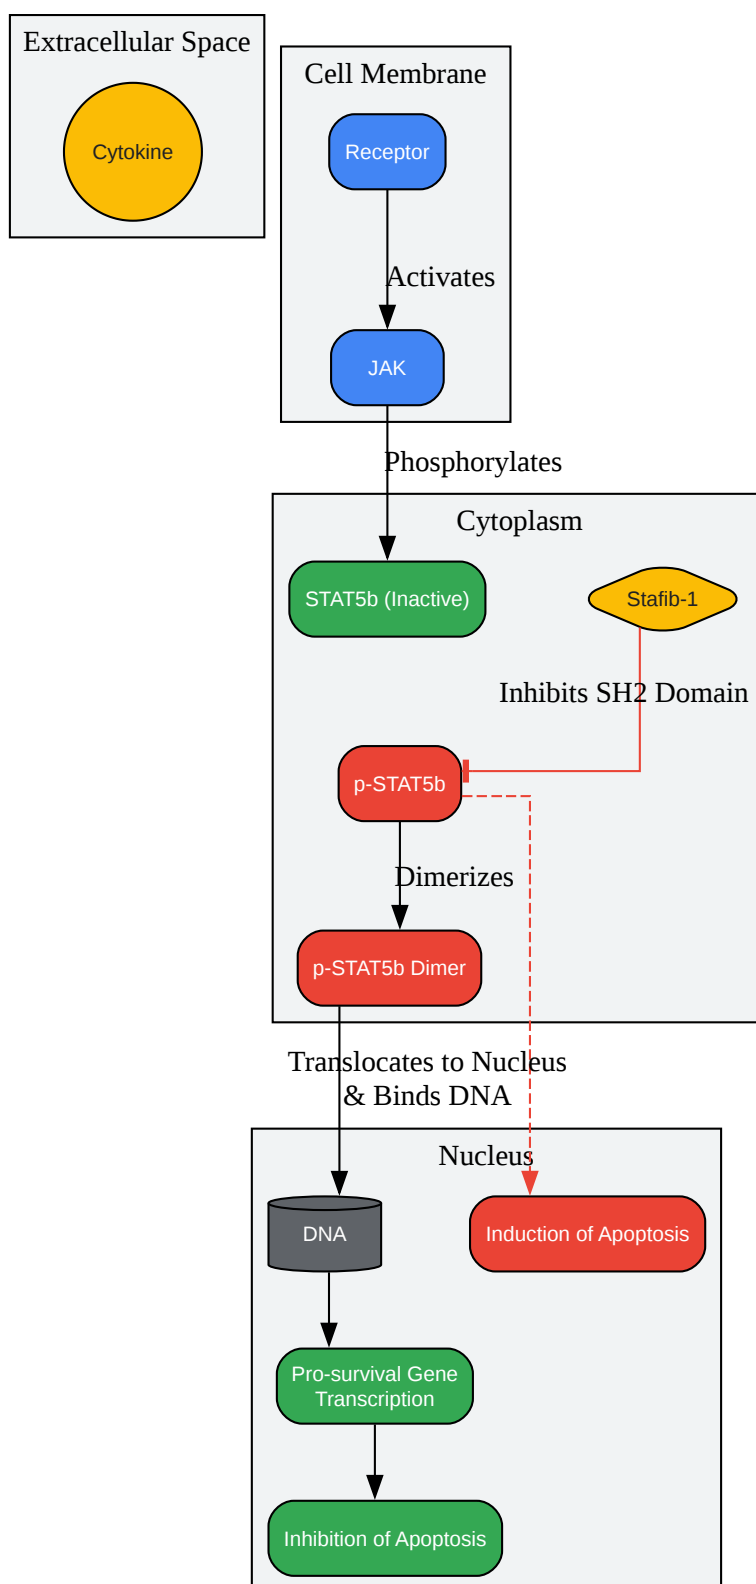 Extracellular Space
Cytokine
Cell Membrane
Receptor
Activates
JAK
Phosphorylates
Cytoplasm
STAT5b (Inactive)
Stafib-1
Inhibits SH2 Domain
p-STAT5b
Dimerizes
p-STAT5b Dimer
Translocates to Nucleus
& Binds DNA
Nucleus
DNA
Induction of Apoptosis
Pro-survival Gene
Transcription
Inhibition of Apoptosis